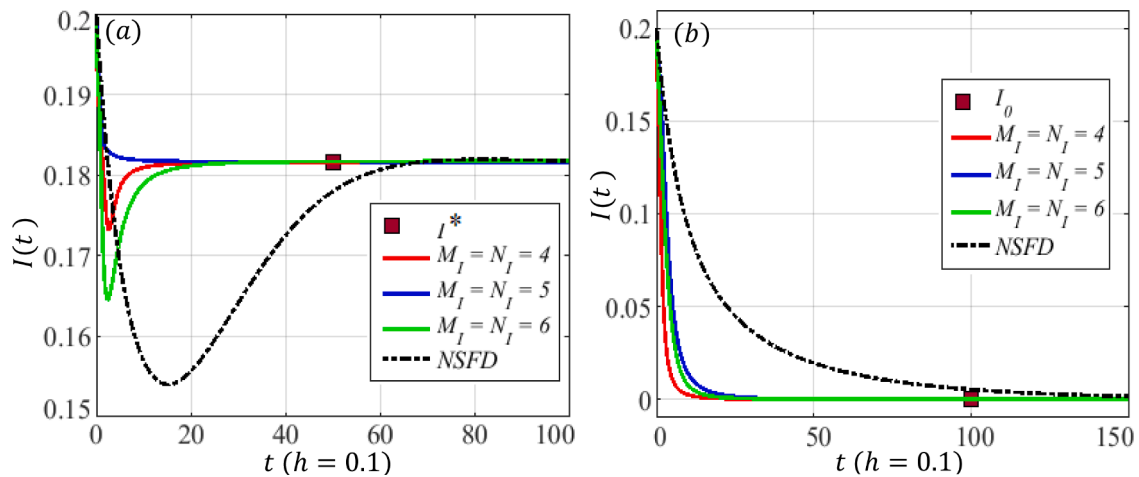 (a)
I(t)
0.2
0.19
0.18
0.17
0.16
0.15
0 20 40 60 80 100
t (h = 0.1)
I*
M_I = N_I = 4
M_I = N_I = 5
M_I = N_I = 6
NSFD
(b)
I(t)
0.2
0.15
0.1
0.05
0
0 50 100 150
t (h = 0.1)
I_0
M_I = N_I = 4
M_I = N_I = 5
M_I = N_I = 6
NSFD